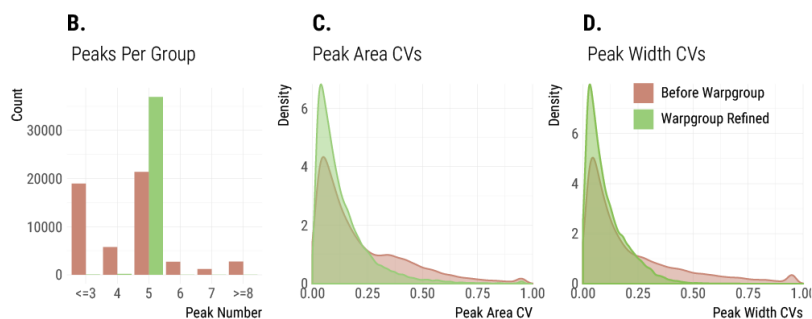 B.
Peaks Per Group
Count
30000
20000
10000
0
<=3 4 5 6 7 >=8
Peak Number
C.
Peak Area CVs
Density
6
4
2
0
0.00 0.25 0.50 0.75 1.00
Peak Area CV
D.
Peak Width CVs
Density
6
4
2
0
0.00 0.25 0.50 0.75 1.00
Peak Width CVs
Before Warpgroup
Warpgroup Refined